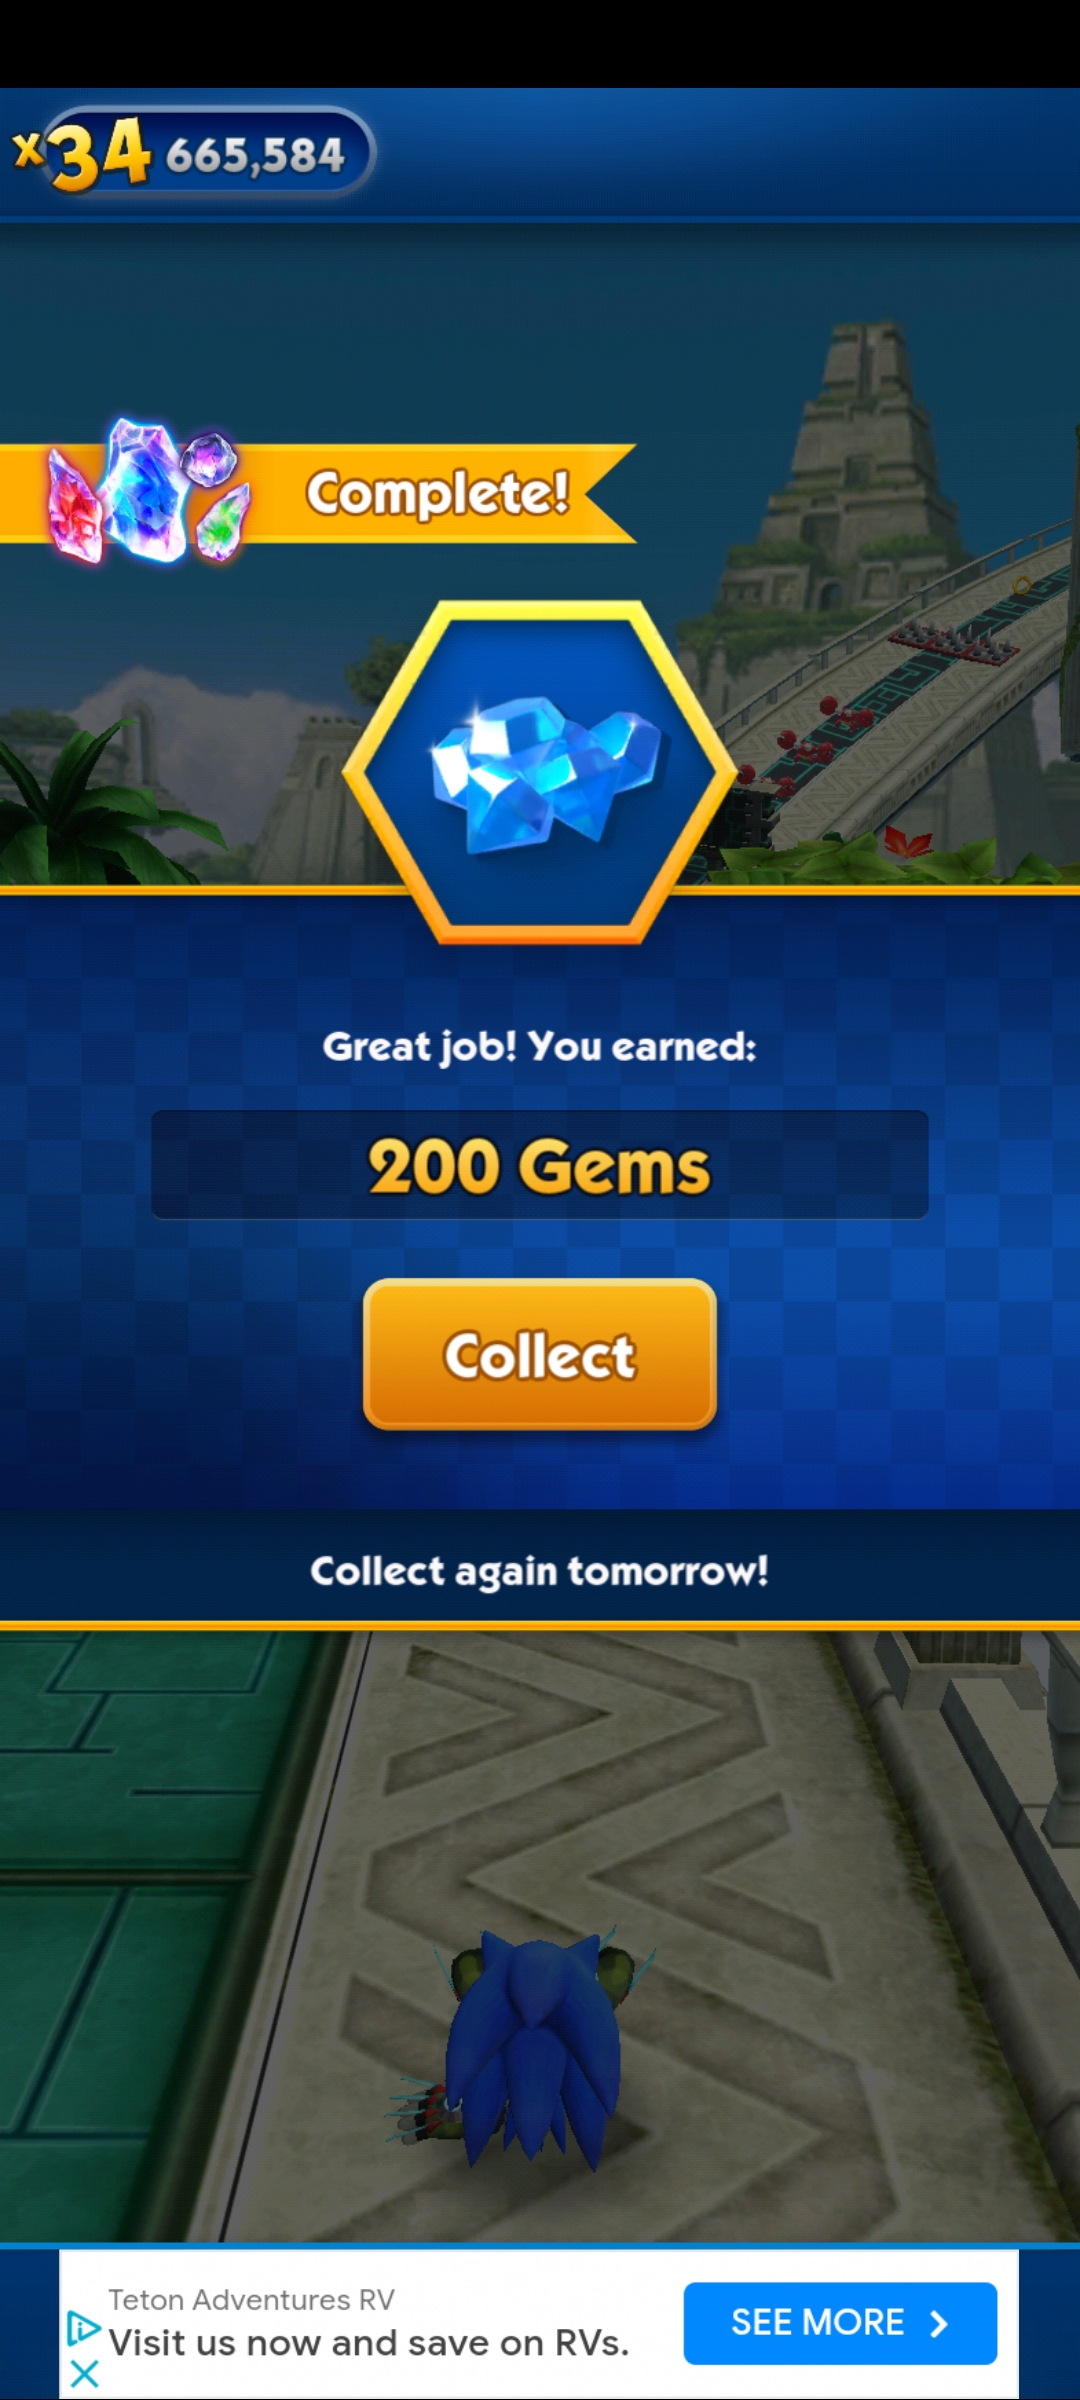 x34 665,584
Complete!
Great job! You earned:
200 Gems
Collect
Collect again tomorrow!
Teton Adventures RV
Visit us now and save on RVs.
SEE MORE